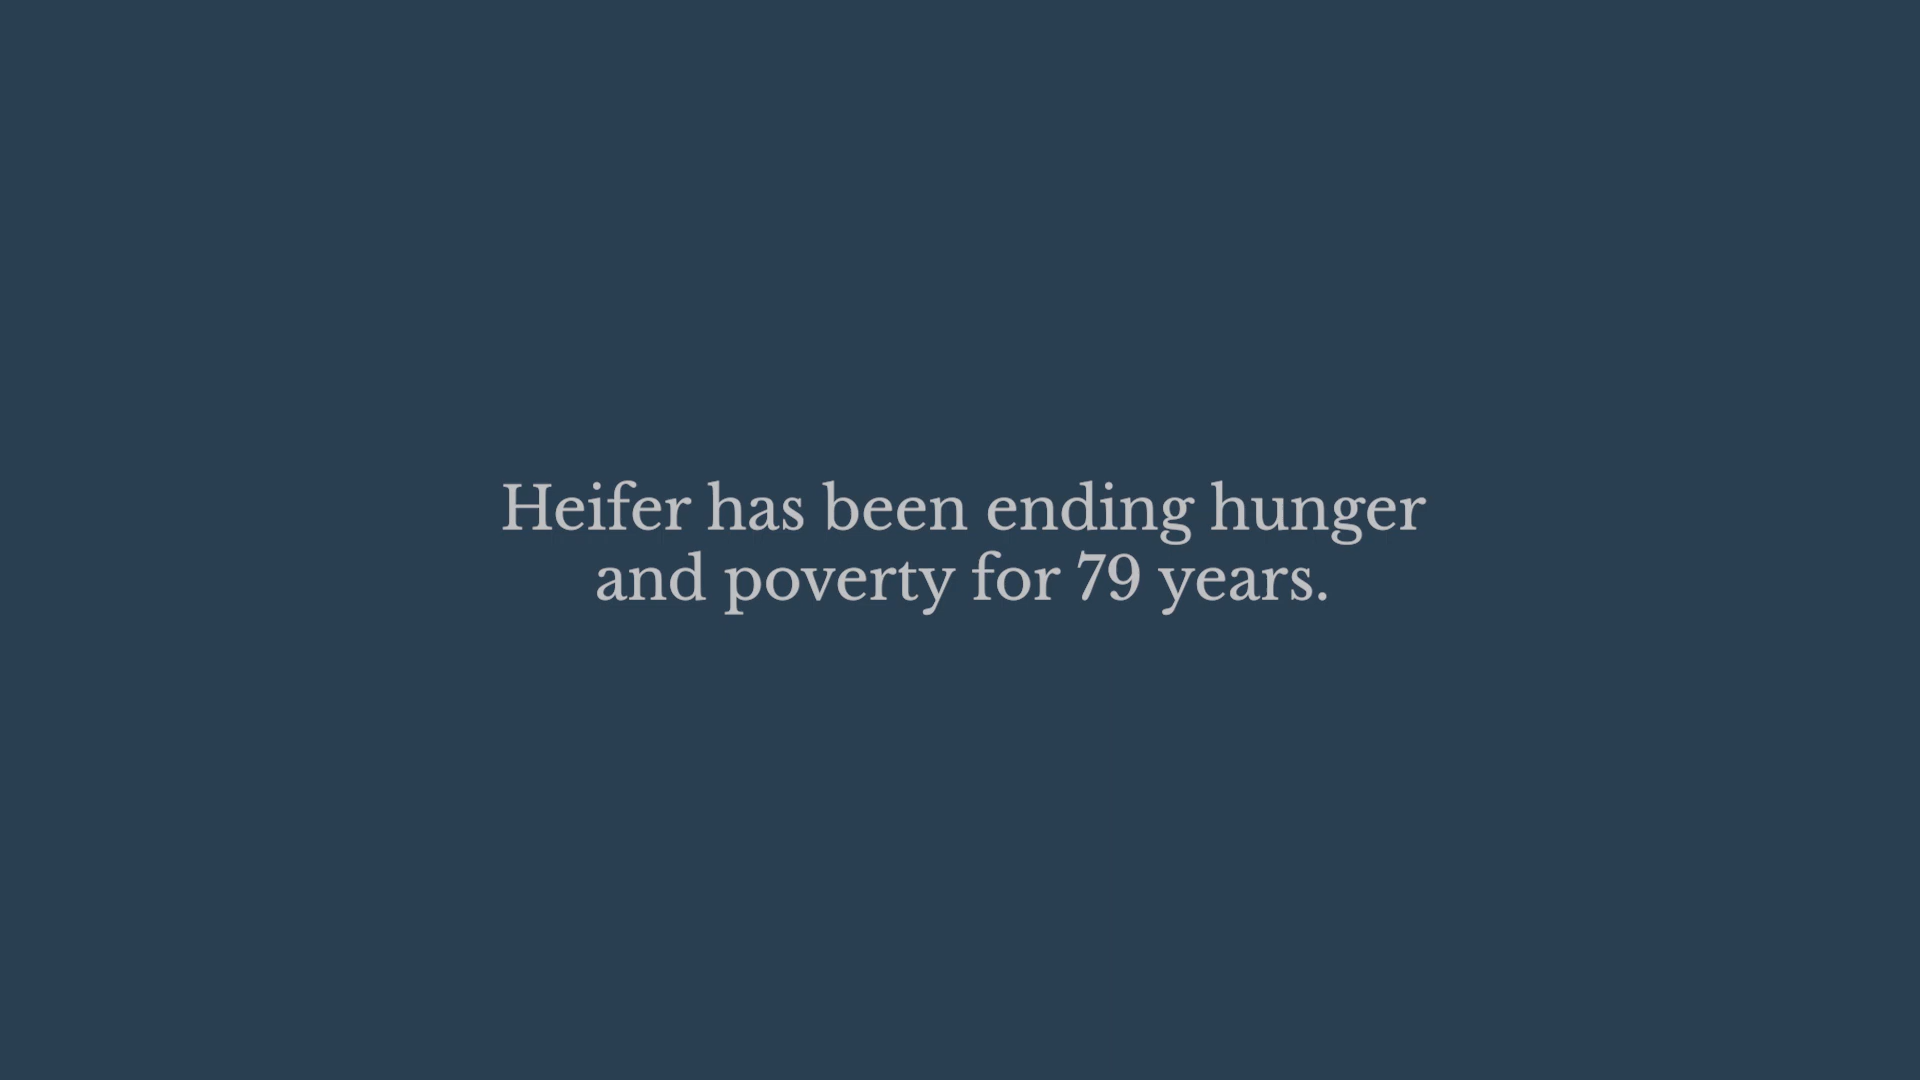 Heifer has been ending hunger
and poverty for 79 years.